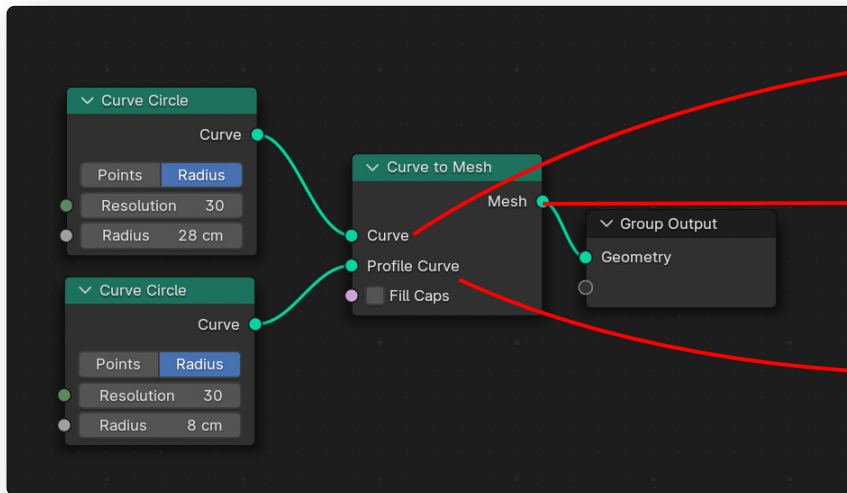 Curve Circle
Curve
Points Radius
Resolution 30
Radius 28 cm
Curve Circle
Curve
Points Radius
Resolution 30
Radius 8 cm
Curve to Mesh
Mesh
Curve
Profile Curve
Fill Caps
Group Output
Geometry